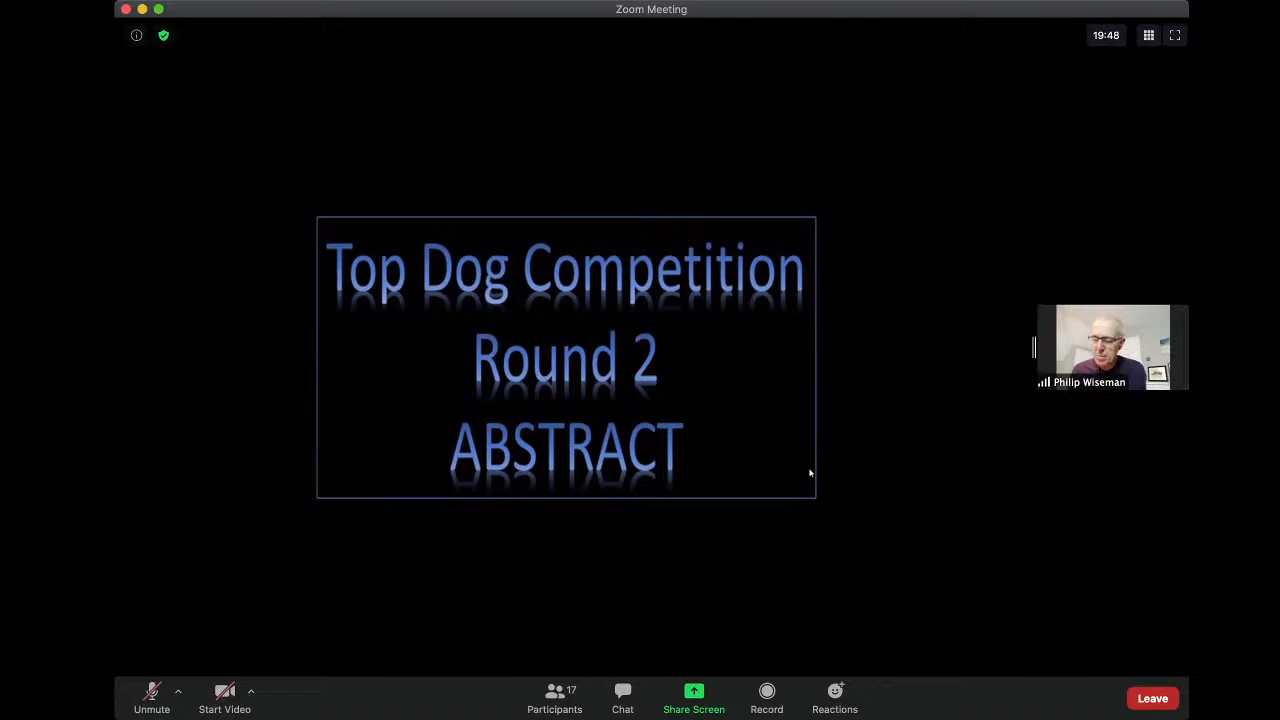 Zoom Meeting
19:48
Top Dog Competition
Round 2
ABSTRACT
Philip Wiseman
17
Unmute
Start Video
Participants
Chat
Share Screen
Record
Reactions
Leave